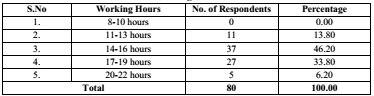 S.No Working Hours No. of Respondents Percentage
1. 8-10 hours 0 0.00
2. 11-13 hours 11 13.80
3. 14-16 hours 37 46.20
4. 17-19 hours 27 33.80
5. 20-22 hours 5 6.20
Total 80 100.00